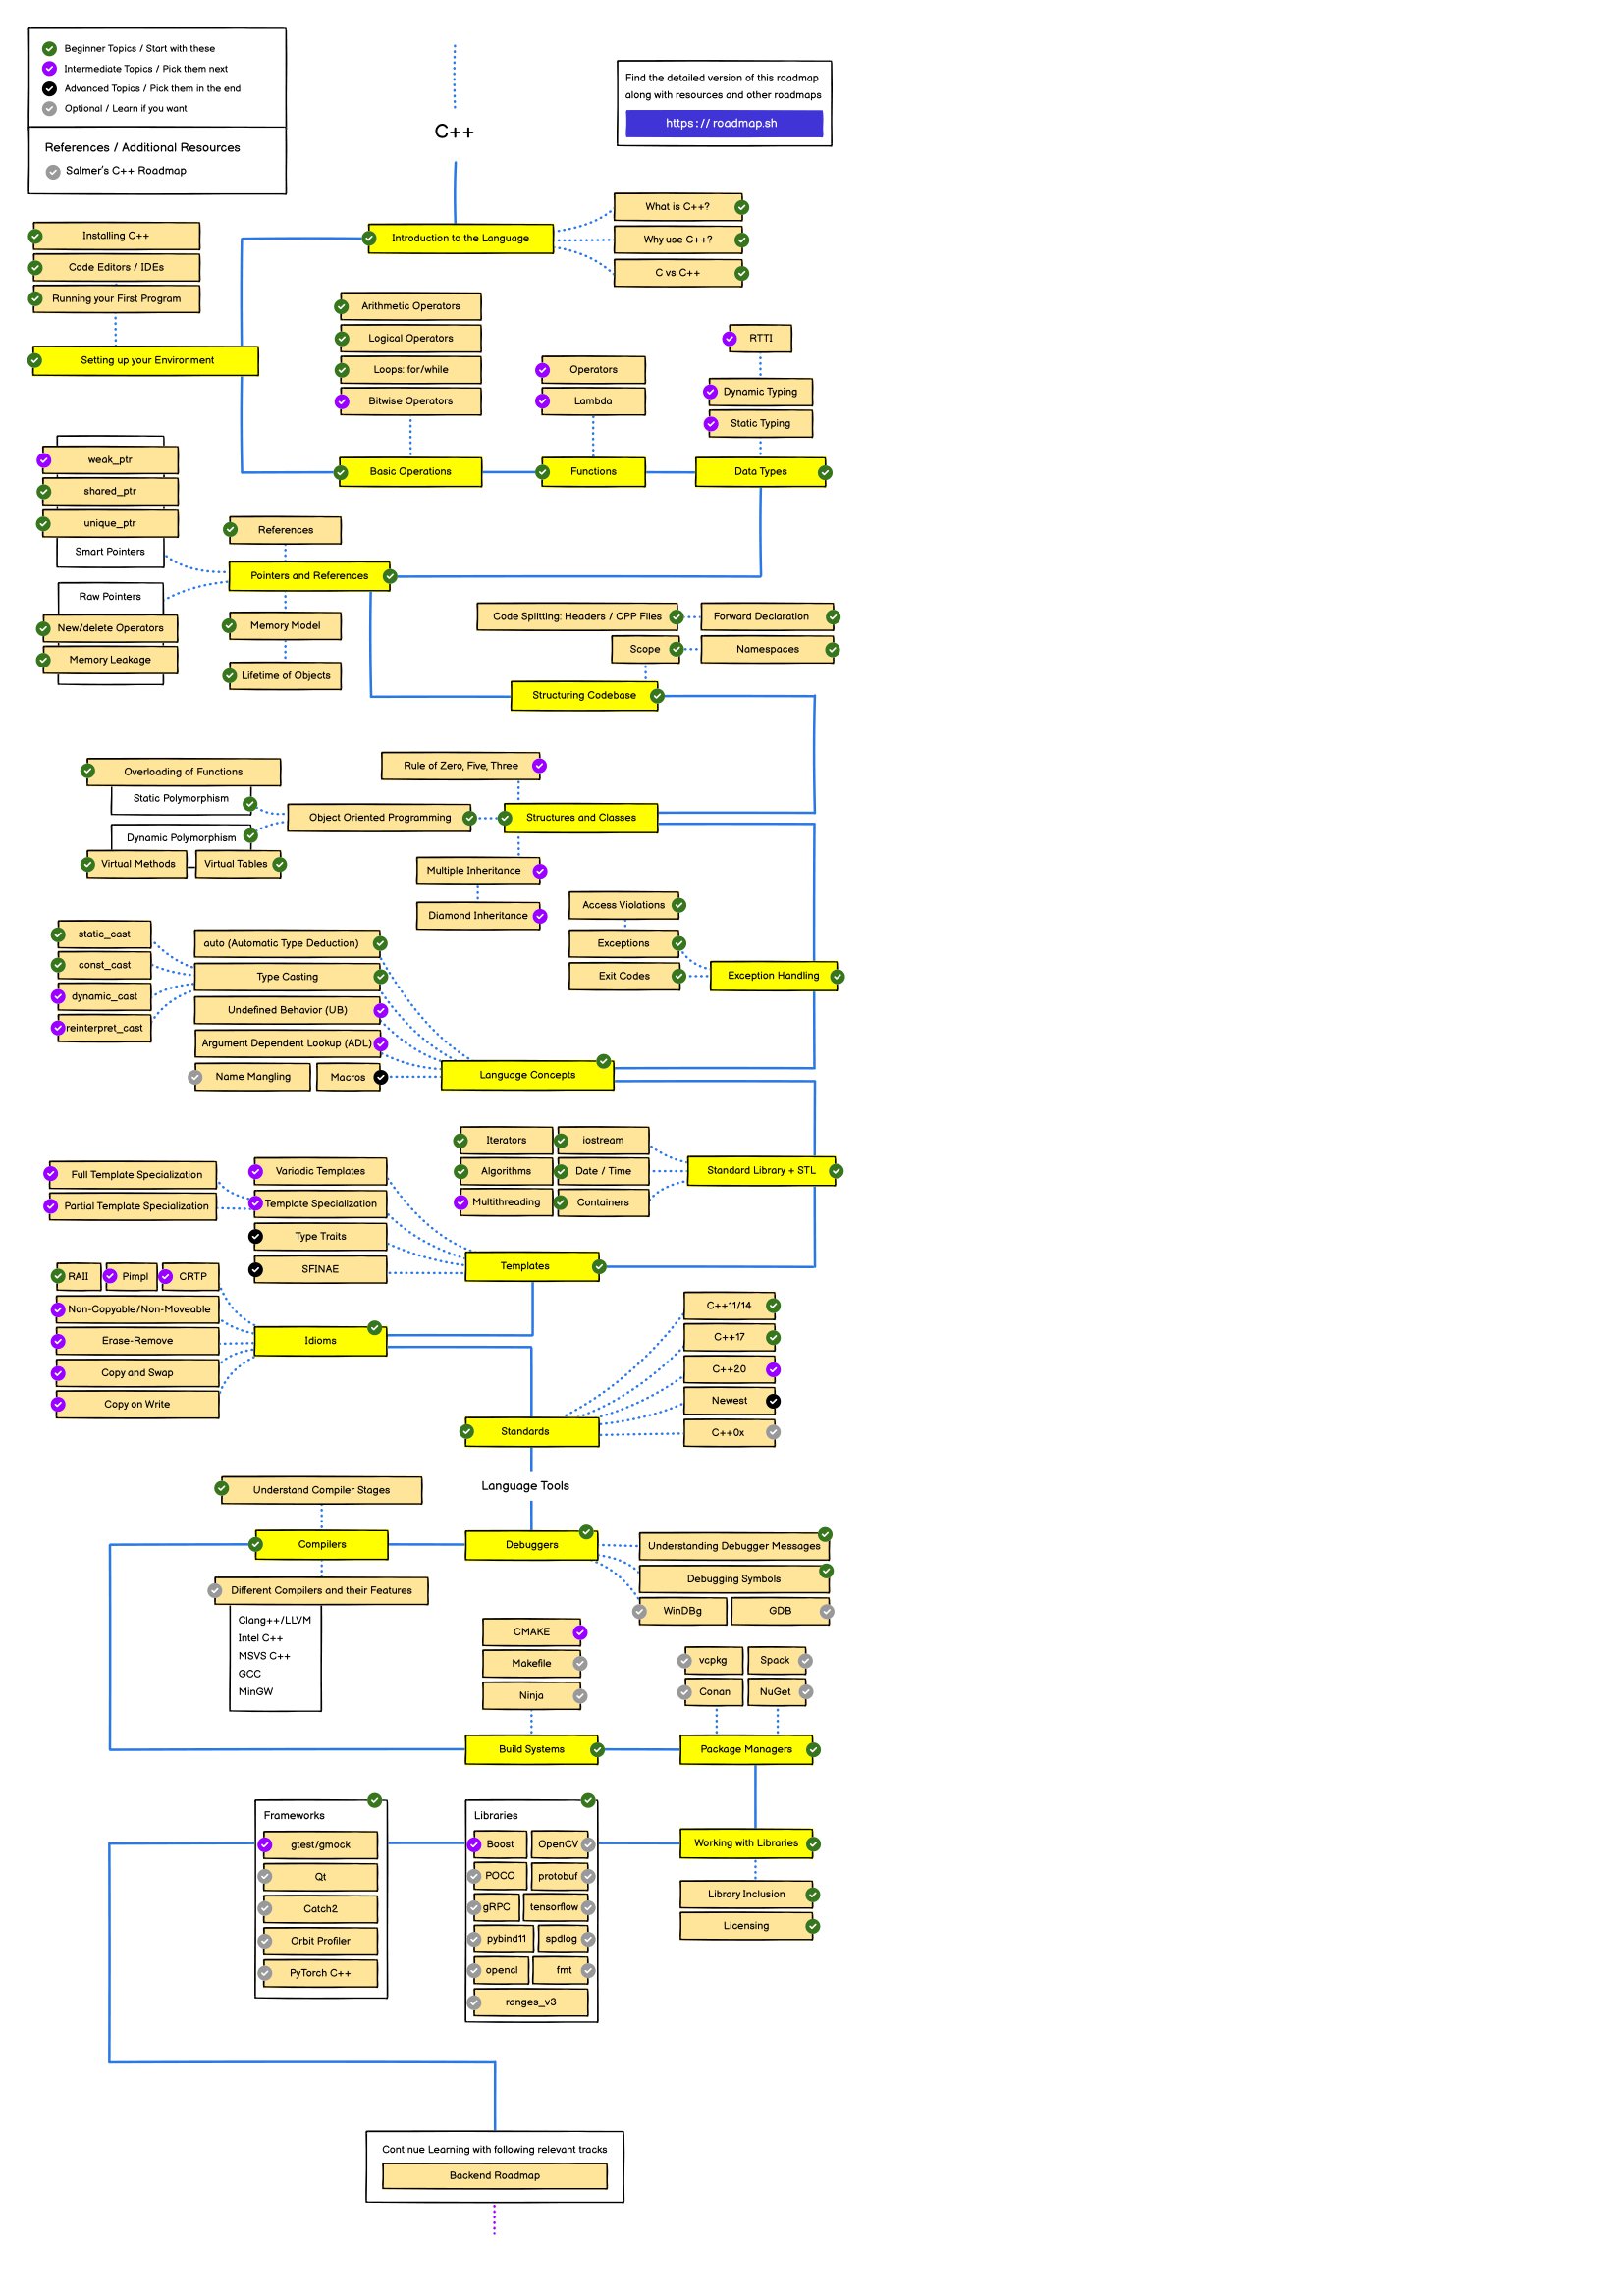 Beginner Topics / Start with these
Intermediate Topics / Pick them next
Advanced Topics / Pick them in the end
Optional / Learn if you want
References / Additional Resources
Salmer's C++ Roadmap
C++
Find the detailed version of this roadmap
along with resources and other roadmaps
https://roadmap.sh
Introduction to the Language
What is C++?
Why use C++?
C vs C++
Installing C++
Code Editors / IDEs
Running your First Program
Setting up your Environment
Arithmetic Operators
Logical Operators
Loops: for/while
Bitwise Operators
Basic Operations
Operators
Lambda
Functions
RTTI
Dynamic Typing
Static Typing
Data Types
weak_ptr
shared_ptr
unique_ptr
Smart Pointers
Raw Pointers
New/delete Operators
Memory Leakage
References
Pointers and References
Memory Model
Lifetime of Objects
Code Splitting: Headers / CPP Files
Forward Declaration
Scope
Namespaces
Structuring Codebase
Rule of Zero, Five, Three
Structures and Classes
Object Oriented Programming
Overloading of Functions
Static Polymorphism
Dynamic Polymorphism
Virtual Methods
Virtual Tables
Multiple Inheritance
Diamond Inheritance
Access Violations
Exceptions
Exit Codes
Exception Handling
static_cast
const_cast
dynamic_cast
reinterpret_cast
auto (Automatic Type Deduction)
Type Casting
Undefined Behavior (UB)
Argument Dependent Lookup (ADL)
Name Mangling
Macros
Language Concepts
Iterators
iostream
Algorithms
Date / Time
Multithreading
Containers
Standard Library + STL
Full Template Specialization
Partial Template Specialization
Variadic Templates
Template Specialization
Type Traits
SFINAE
Templates
RAII
Pimpl
CRTP
Non-Copyable/Non-Moveable
Erase-Remove
Copy and Swap
Copy on Write
Idioms
C++11/14
C++17
C++20
Newest
C++0x
Standards
Language Tools
Understand Compiler Stages
Compilers
Different Compilers and their Features
Clang++/LLVM
Intel C++
MSVS C++
GCC
MinGW
Debuggers
Understanding Debugger Messages
Debugging Symbols
WinDBg
GDB
CMAKE
Makefile
Ninja
Build Systems
vcpkg
Spack
Conan
NuGet
Package Managers
Working with Libraries
Library Inclusion
Licensing
Libraries
Boost
OpenCV
POCO
protobuf
gRPC
tensorflow
pybind11
spdlog
opencl
fmt
ranges_v3
Frameworks
gtest/gmock
Qt
Catch2
Orbit Profiler
PyTorch C++
Continue Learning with following relevant tracks
Backend Roadmap